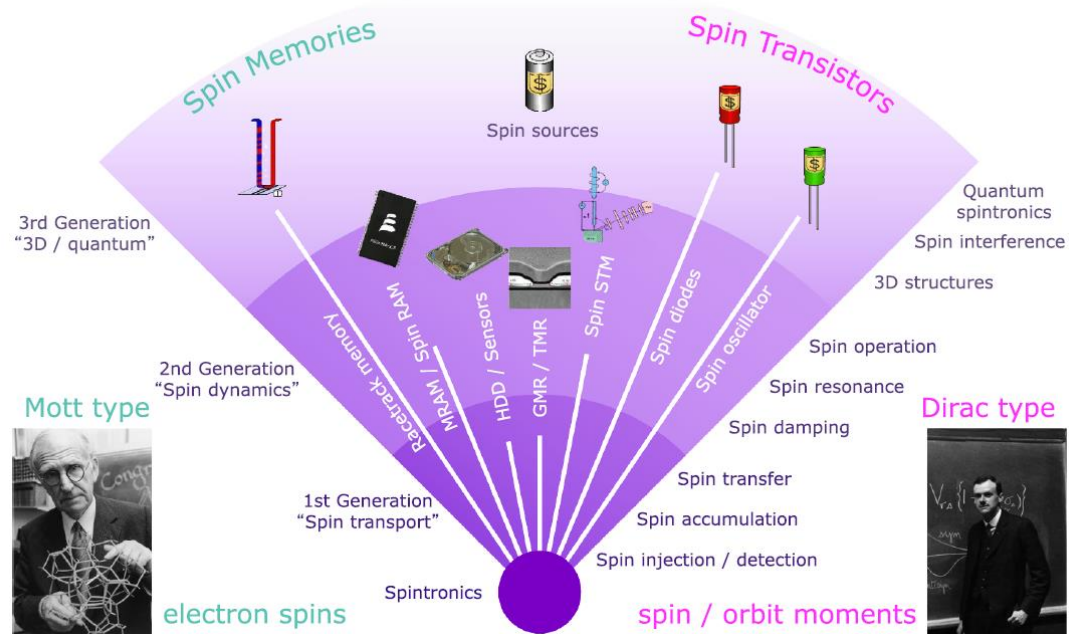 Spin Memories
Spin Transistors
Spin sources
$
$
$
3rd Generation
“3D / quantum”
Quantum
spintronics
Spin interference
3D structures
2nd Generation
“Spin dynamics”
Racetrack memory
MRAM / Spin RAM
HDD / Sensors
GMR / TMR
Spin STM
Spin diodes
Spin oscillator
Spin operation
Spin resonance
Spin damping
Mott type
Dirac type
1st Generation
“Spin transport”
Spin transfer
Spin accumulation
Spin injection / detection
Spintronics
electron spins
spin / orbit moments